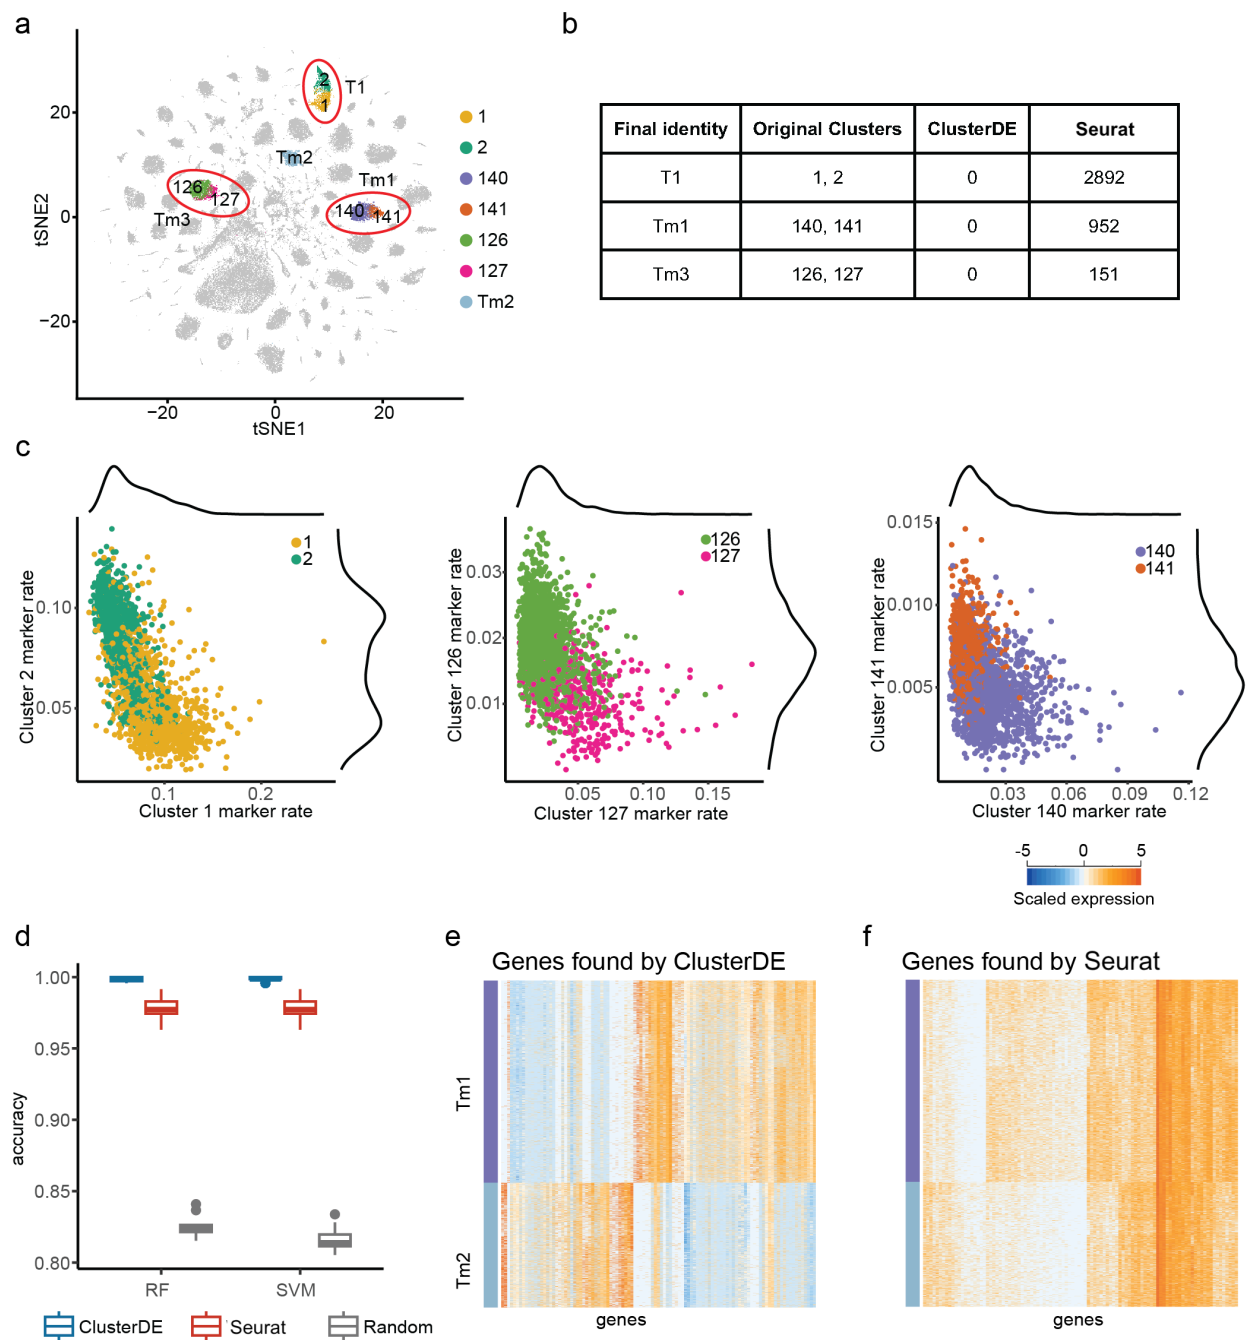 a
20
0
−20
tSNE2
−20
0
20
tSNE1
2
1
T1
Tm2
Tm1
126
127
Tm3
140
141
1
2
140
141
126
127
Tm2
b
Final identity Original Clusters ClusterDE Seurat
T1 1, 2 0 2892
Tm1 140, 141 0 952
Tm3 126, 127 0 151
c
Cluster 2 marker rate
0.10
0.05
1
2
0.1 0.2
Cluster 1 marker rate
Cluster 126 marker rate
0.03
0.02
0.01
126
127
0.05 0.10 0.15
Cluster 127 marker rate
Cluster 141 marker rate
0.015
0.010
0.005
140
141
0.03 0.06 0.09 0.12
Cluster 140 marker rate
-5 0 5
Scaled expression
d
accuracy
1.00
0.95
0.90
0.85
0.80
RF SVM
ClusterDE Seurat Random
e
Genes found by ClusterDE
Tm1
Tm2
genes
f
Genes found by Seurat
genes